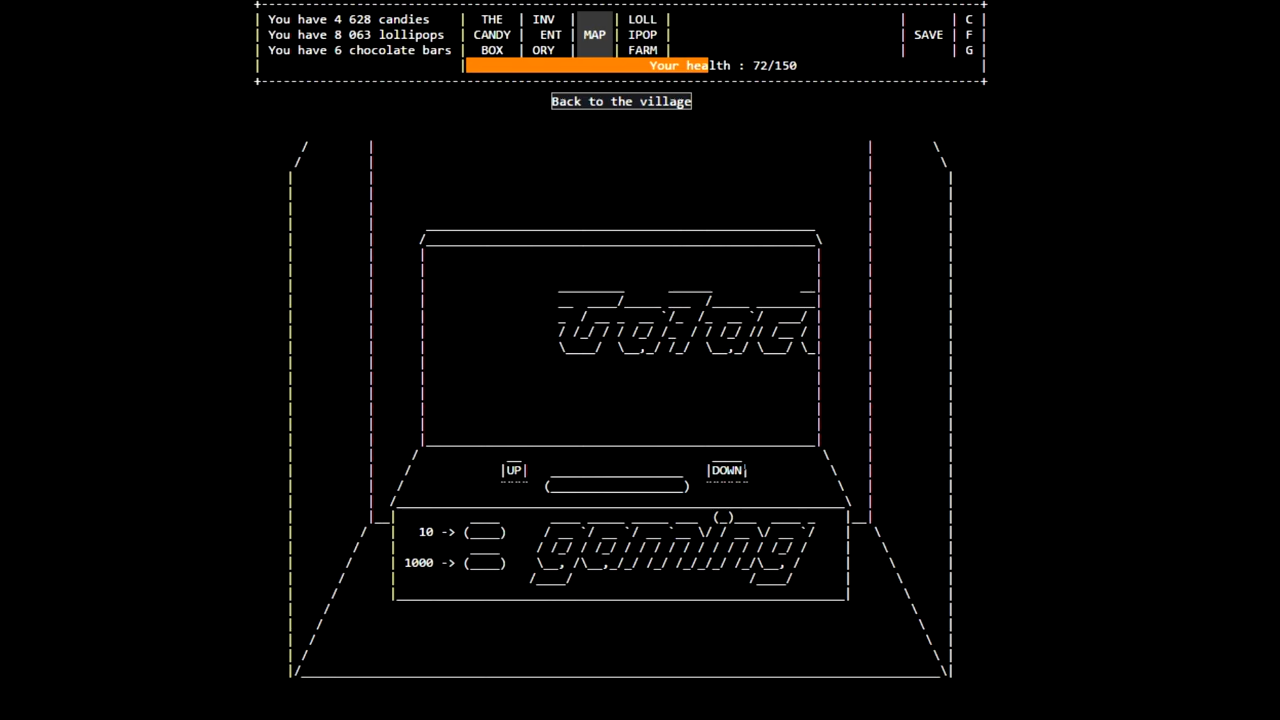 You have 4 628 candies
You have 8 063 lollipops
You have 6 chocolate bars
THE
CANDY
BOX
INV
ENT
ORY
MAP
LOLL
IPOP
FARM
SAVE
C
F
G
Your health : 72/150
Back to the village
Galac
UP
DOWN
10 ->
1000 ->
gaming